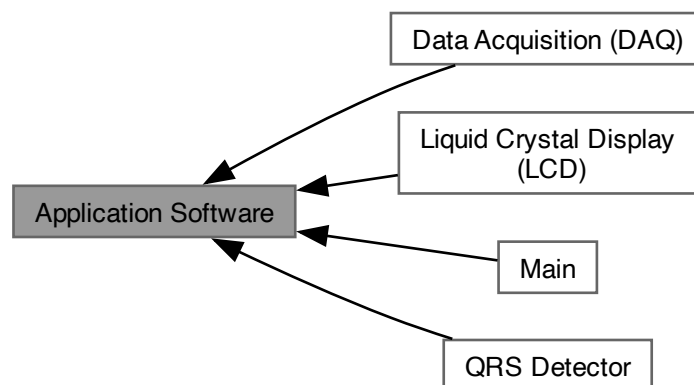 Data Acquisition (DAQ)
Liquid Crystal Display
(LCD)
Application Software
Main
QRS Detector